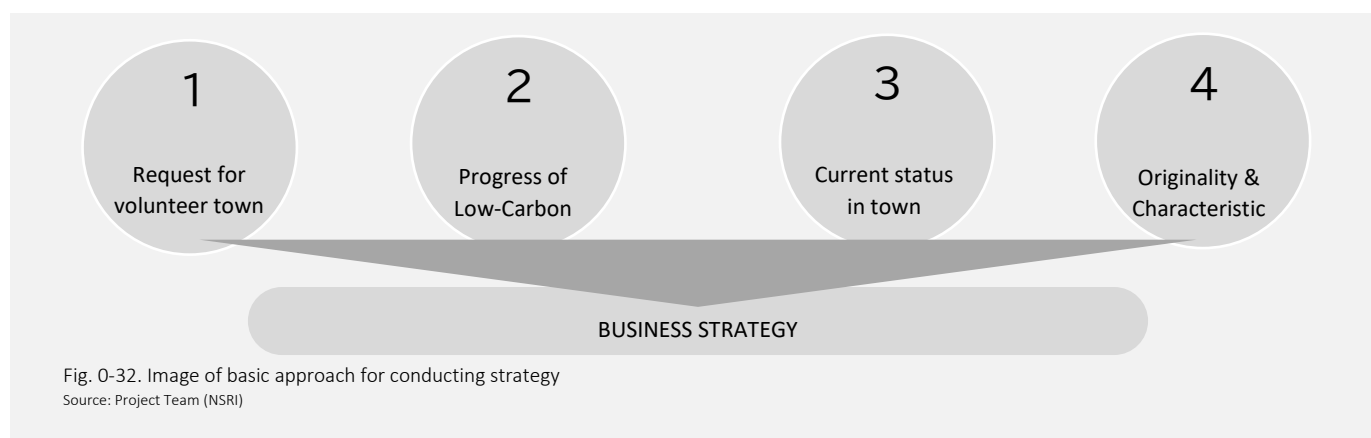 1
Request for
volunteer town
2
Progress of
Low-Carbon
3
Current status
in town
4
Originality &
Characteristic
BUSINESS STRATEGY
Fig. 0-32. Image of basic approach for conducting strategy
Source: Project Team (NSRI)